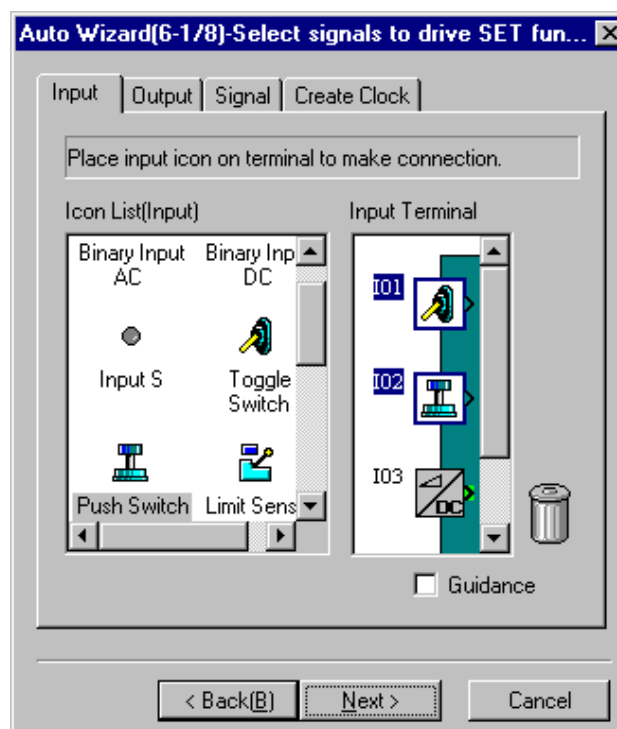 Auto Wizard(6-1/8)-Select signals to drive SET fun...
Input Output Signal Create Clock
Place input icon on terminal to make connection.
Icon List(Input) Input Terminal
Binary Input Binary Inp
AC DC
Input S Toggle
Switch
Push Switch Limit Sens
I01
I02
I03
DC
Guidance
< Back(B) Next > Cancel